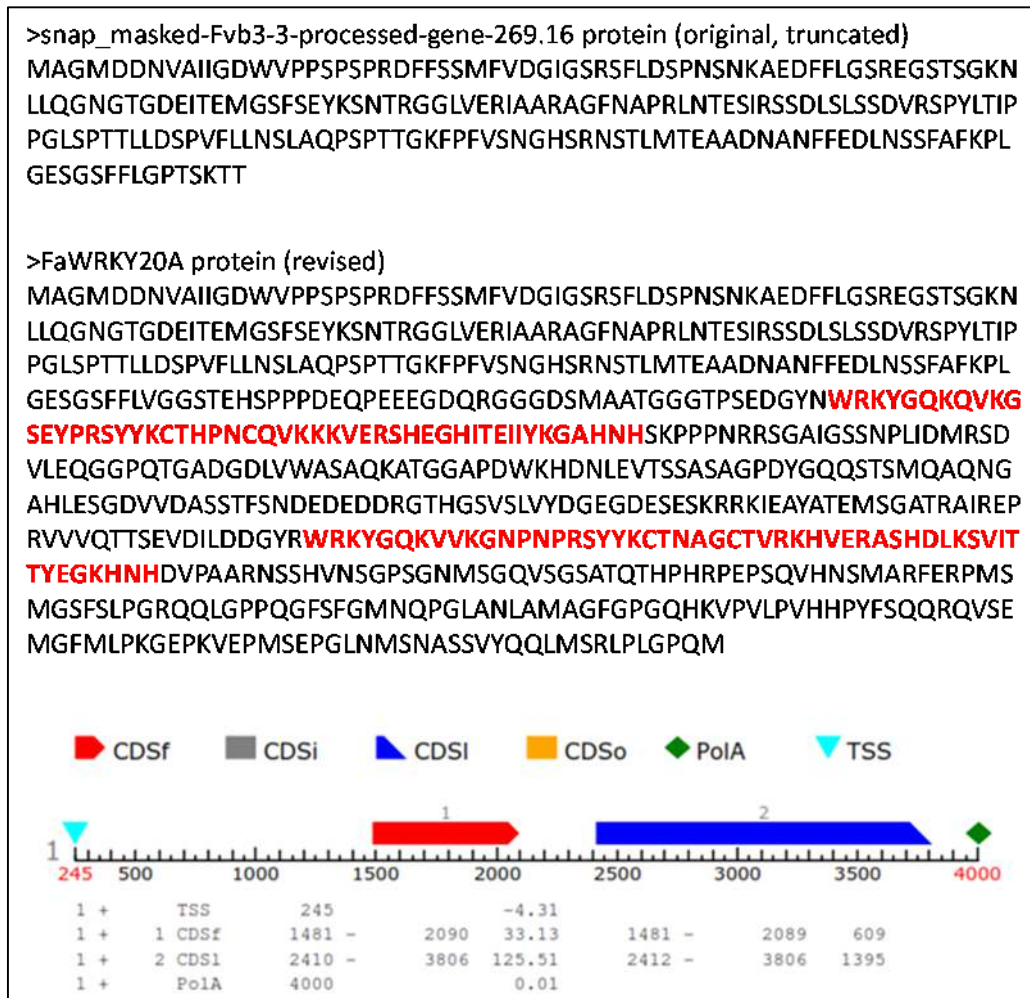 >snap_masked-Fvb3-3-processed-gene-269.16 protein (original, truncated)
MAGMDDNVAIIGDWVPPSPSPRDFFSSMFVDGIGSRSFLDSPNSNKAEDFFLGSREGSTSGKN
LLQGNGTGDEITEMGSFSEYKSNTRGGLVERIAARAGFNAPRLNTESIRSSDLSLSSDVRSPYLTIP
PGLSPTTLLDSPVFLLNSLAQPSPTTGKFPFVSNGHSRNSTLMTEAADNANFFEDLNSSFAFKPL
GESGSFFLGPTSKTT
>FaWRKY20A protein (revised)
MAGMDDNVAIIGDWVPPSPSPRDFFSSMFVDGIGSRSFLDSPNSNKAEDFFLGSREGSTSGKN
LLQGNGTGDEITEMGSFSEYKSNTRGGLVERIAARAGFNAPRLNTESIRSSDLSLSSDVRSPYLTIP
PGLSPTTLLDSPVFLLNSLAQPSPTTGKFPFVSNGHSRNSTLMTEAADNANFFEDLNSSFAFKPL
GESGSFFLVGGSTEHSPPPDEQPEEEGDQRGGGDSMAATGGGTPSEDGYNWRKYGQKQVKG
SEYPRSYYKCTHPNCQVKKKVERSHEGHITEIIYKGAHNHSKPPPNRRSGAIGSSNPLIDMRSD
VLEQGGPQTGADGDLVWASAQKATGGAPDWKHDNLEVTSSASAGPDYGQQSTSMQAQNG
AHLESGDVVDASSTFSNDEDEDDRGTHGSVSLVYDGEGDESESKRRKIEAYATEMSGATRAIREP
RVVVQTTSEVDILDDGYRWRKYGQKVVKGNPNPRSYYKCTNAGCTVRKHVERASHDLKSVIT
TYEGKHNHDVPAARNSSHVNSGPSGNMSGQVSGSATQTHPHRPEPSQVHNSMARFERPMS
MGSFSLPGRQQLGPPQGFSFGMNQPGLANLAMAGFGPGQHKVPVLPVHHPYFSQQRQVSE
MGFMLPKGEPKVEPMSEPGLNMSNASSVYQQLMSRLPLGPQM
CDSf CDSi CDSl CDSo PolA TSS
1 2
1
245 500 1000 1500 2000 2500 3000 3500 4000
1 + TSS 245 -4.31
1 + 1 CDSf 1481 - 2090 33.13 1481 - 2089 609
1 + 2 CDSl 2410 - 3806 125.51 2412 - 3806 1395
1 + PolA 4000 0.01